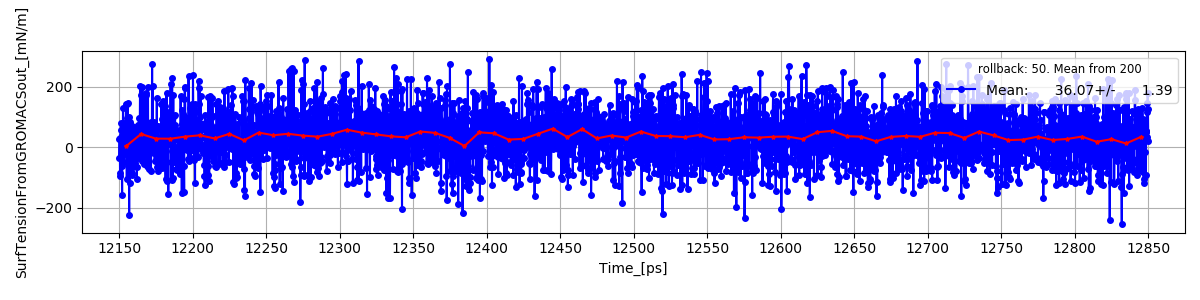 SurfTensionFromGROMACSout_[mN/m]
200
0
−200
rollback: 50. Mean from 200
Mean: 36.07+/- 1.39
12150 12200 12250 12300 12350 12400 12450 12500 12550 12600 12650 12700 12750 12800 12850
Time_[ps]